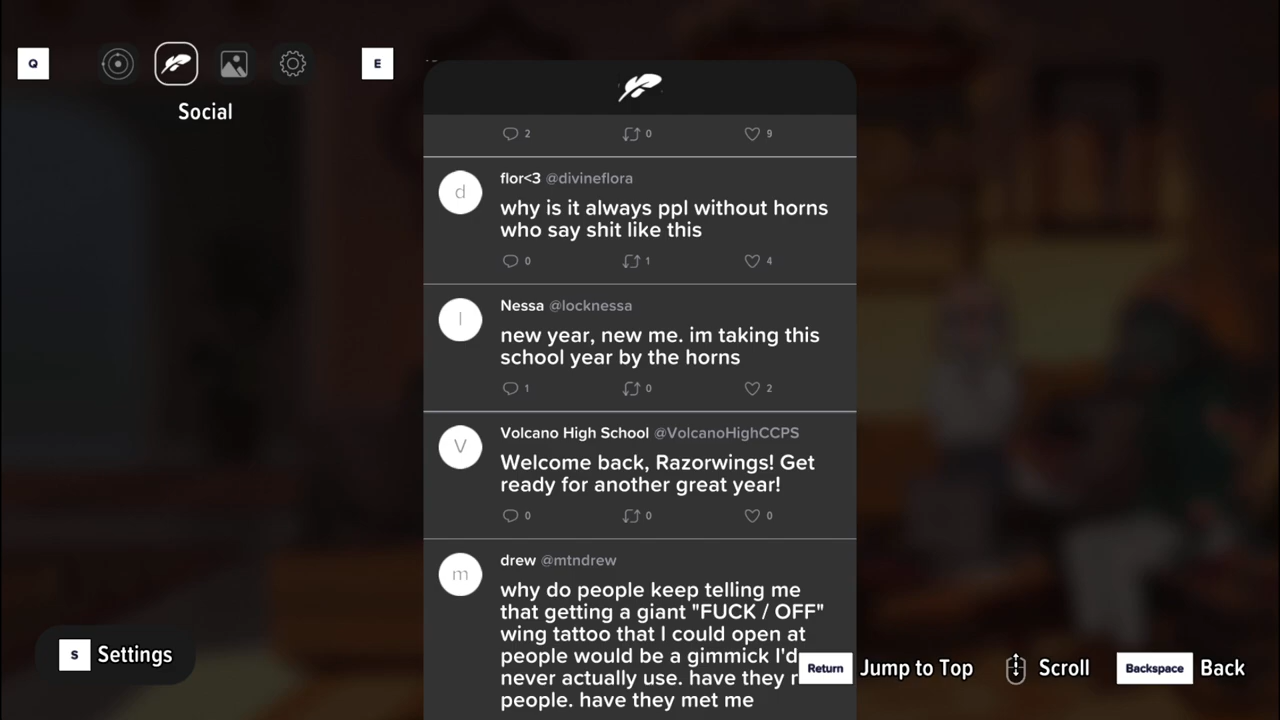 Q
E
Social
2 0 9
d
flor<3 @divineflora
why is it always ppl without horns
who say shit like this
0 1 4
l
Nessa @locknessa
new year, new me. im taking this
school year by the horns
1 0 2
V
Volcano High School @VolcanoHighCCPS
Welcome back, Razorwings! Get
ready for another great year!
0 0 0
m
drew @mtndrew
why do people keep telling me
that getting a giant "FUCK / OFF"
wing tattoo that I could open at
people would be a gimmick I'd
never actually use. have they
people. have they met me
S Settings
Return Jump to Top
Scroll
Backspace Back